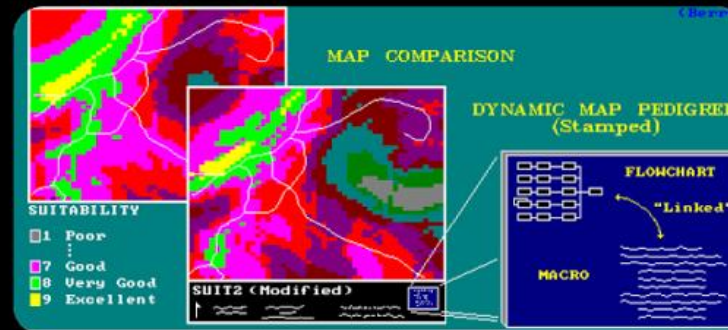 (Berr
MAP COMPARISON
DYNAMIC MAP PEDIGREE
(Stamped)
FLOWCHART
"Linked"
MACRO
SUITABILITY
1 Poor
7 Good
8 Very Good
9 Excellent
SUIT2 (Modified)